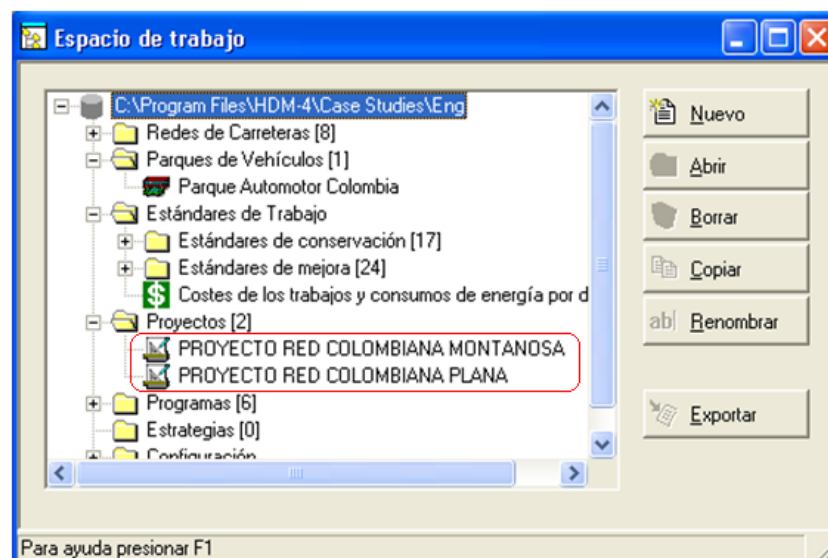 Espacio de trabajo
C:\Program Files\HDM-4\Case Studies\Eng
Redes de Carreteras [8]
Parques de Vehículos [1]
Parque Automotor Colombia
Estándares de Trabajo
Estándares de conservación [17]
Estándares de mejora [24]
Costes de los trabajos y consumos de energía por d
Proyectos [2]
PROYECTO RED COLOMBIANA MONTANOSA
PROYECTO RED COLOMBIANA PLANA
Programas [6]
Estrategias [0]
Configuración
Nuevo
Abrir
Borrar
Copiar
ab Renombrar
Exportar
Para ayuda presionar F1